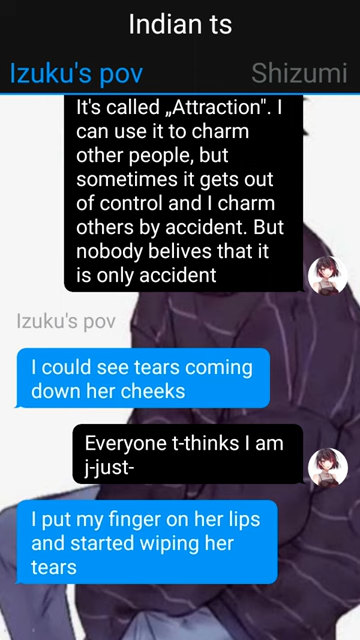 Indian ts
Izuku's pov
Shizumi
It's called „Attraction". I
can use it to charm
other people, but
sometimes it gets out
of control and I charm
others by accident. But
nobody belives that it
is only accident
Izuku's pov
I could see tears coming
down her cheeks
Everyone t-thinks I am
j-just-
I put my finger on her lips
and started wiping her
tears